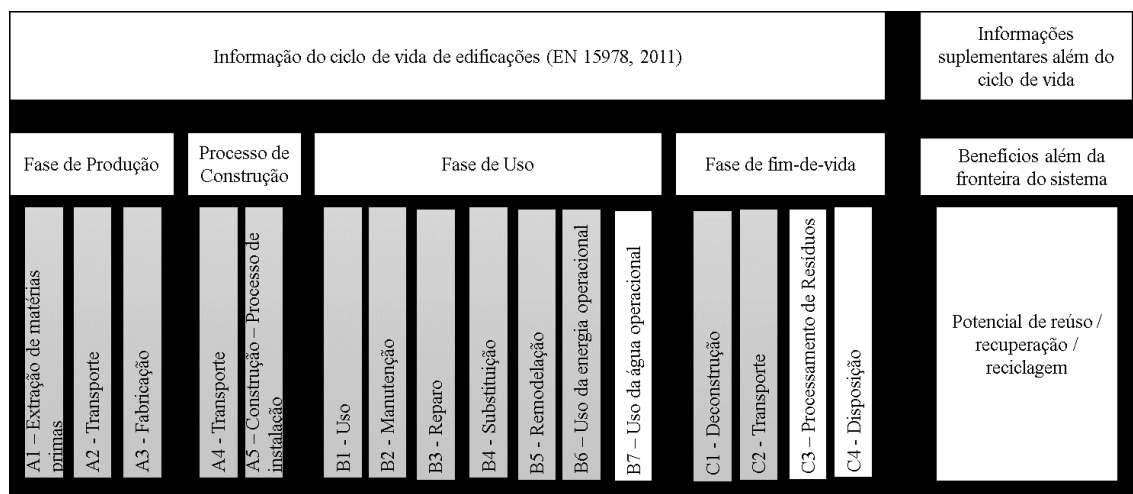 Informação do ciclo de vida de edificações (EN 15978, 2011)
Informações
suplementares além do
ciclo de vida
Fase de Produção
Processo de
Construção
Fase de Uso
Fase de fim-de-vida
Benefícios além da
fronteira do sistema
A1 – Extração de matérias
primas
A2 - Transporte
A3 - Fabricação
A4 - Transporte
A5 – Construção – Processo de
instalação
B1 - Uso
B2 - Manutenção
B3 - Reparo
B4 - Substituição
B5 - Remodelação
B6 – Uso da energia operacional
B7 – Uso da água operacional
C1 - Deconstrução
C2 - Transporte
C3 – Processamento de Resíduos
C4 - Disposição
Potencial de reúso /
recuperação /
reciclagem